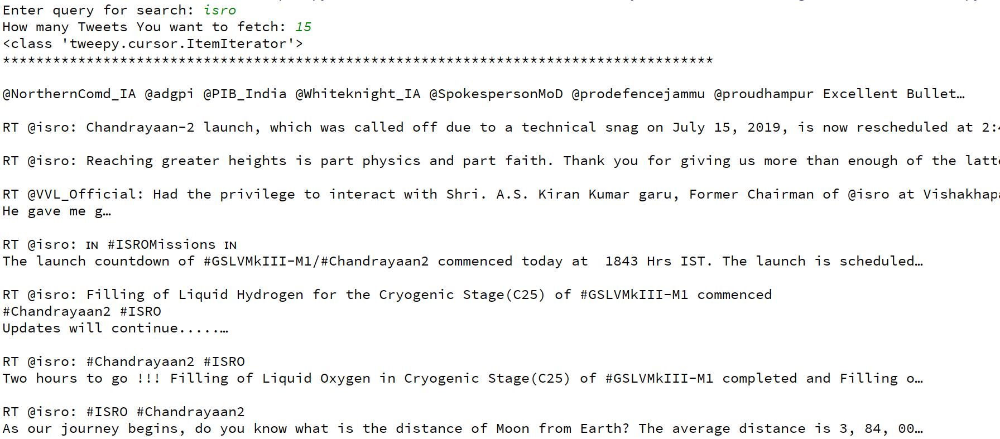 Enter query for search: isro
How many Tweets You want to fetch: 15
<class 'tweepy.cursor.ItemIterator'>
*************************************************************************************
@NorthernComd_IA @adgpi @PIB_India @Whiteknight_IA @SpokespersonMoD @prodefencejammu @proudhampur Excellent Bullet…
RT @isro: Chandrayaan-2 launch, which was called off due to a technical snag on July 15, 2019, is now rescheduled at 2:
RT @isro: Reaching greater heights is part physics and part faith. Thank you for giving us more than enough of the latt
RT @VVL_Official: Had the privilege to interact with Shri. A.S. Kiran Kumar garu, Former Chairman of @isro at Vishakhap
He gave me g…
RT @isro: 🇮🇳 #ISROMissions 🇮🇳
The launch countdown of #GSLVMkIII-M1/#Chandrayaan2 commenced today at  1843 Hrs IST. The launch is scheduled…
RT @isro: Filling of Liquid Hydrogen for the Cryogenic Stage(C25) of #GSLVMkIII-M1 commenced
#Chandrayaan2 #ISRO
Updates will continue.....…
RT @isro: #Chandrayaan2 #ISRO
Two hours to go !!! Filling of Liquid Oxygen in Cryogenic Stage(C25) of #GSLVMkIII-M1 completed and Filling o…
RT @isro: #ISRO #Chandrayaan2
As our journey begins, do you know what is the distance of Moon from Earth? The average distance is 3, 84, 00…